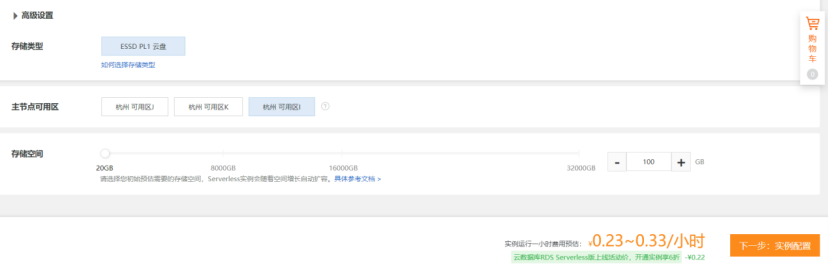 高级设置
存储类型
ESSD PL1 云盘
如何选择存储类型
主节点可用区
杭州 可用区J
杭州 可用区K
杭州 可用区I
?
存储空间
20GB
8000GB
16000GB
32000GB
- 100 + GB
请选择您初始预估需要的存储空间，Serverless实例会随着空间增长自动扩容。具体参考文档 >
购物车
0
实例运行一小时费用预估： ¥0.23~0.33/小时
云数据库RDS Serverless版上线活动价，开通实例享6折 -¥0.22
下一步：实例配置